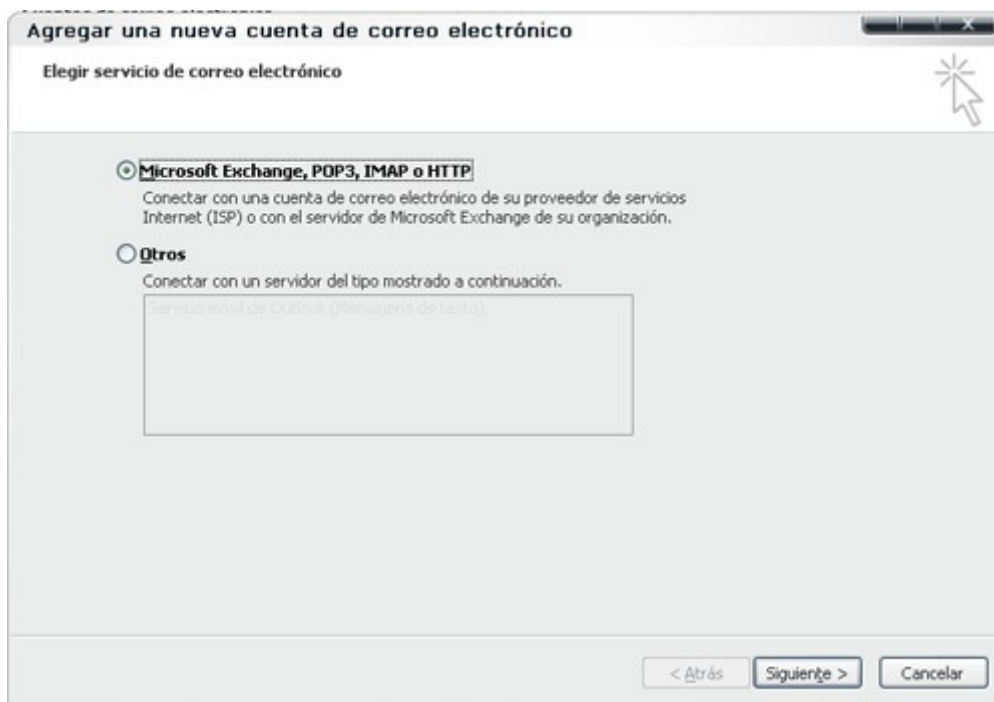 Agregar una nueva cuenta de correo electrónico
Elegir servicio de correo electrónico
Microsoft Exchange, POP3, IMAP o HTTP
Conectar con una cuenta de correo electrónico de su proveedor de servicios
Internet (ISP) o con el servidor de Microsoft Exchange de su organización.
Otros
Conectar con un servidor del tipo mostrado a continuación.
Servicio móvil de Outlook (Mensajería de texto)
< Atrás
Siguiente >
Cancelar